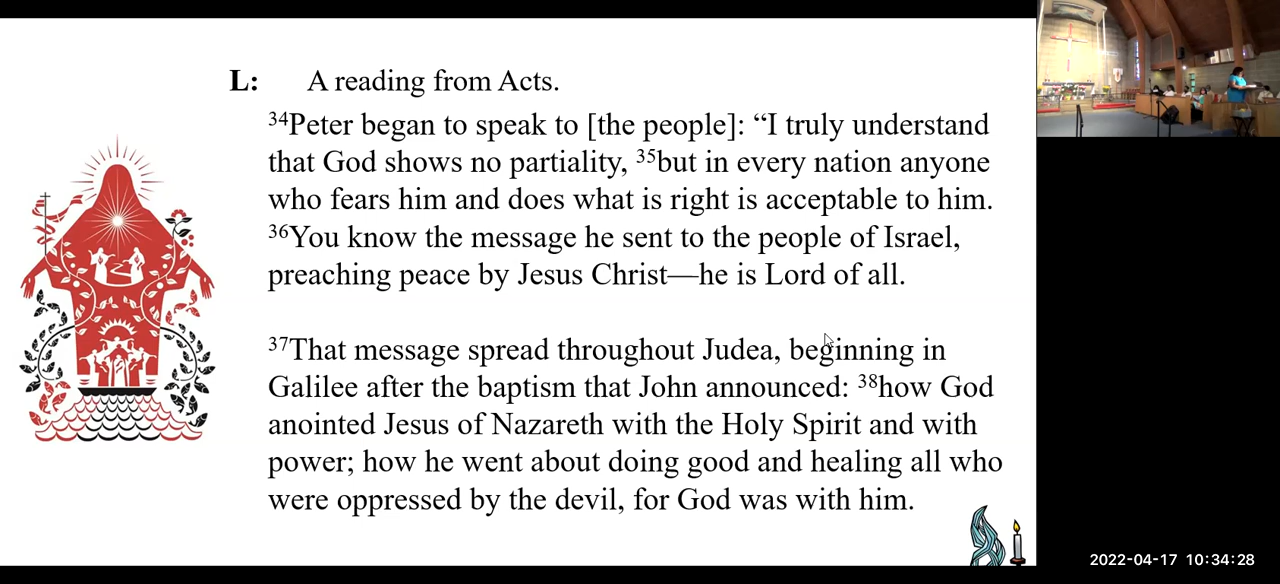 L: A reading from Acts.
³⁴Peter began to speak to [the people]: “I truly understand
that God shows no partiality, ³⁵but in every nation anyone
who fears him and does what is right is acceptable to him.
³⁶You know the message he sent to the people of Israel,
preaching peace by Jesus Christ—he is Lord of all.
³⁷That message spread throughout Judea, beginning in
Galilee after the baptism that John announced: ³⁸how God
anointed Jesus of Nazareth with the Holy Spirit and with
power; how he went about doing good and healing all who
were oppressed by the devil, for God was with him.
2022-04-17 10:34:28